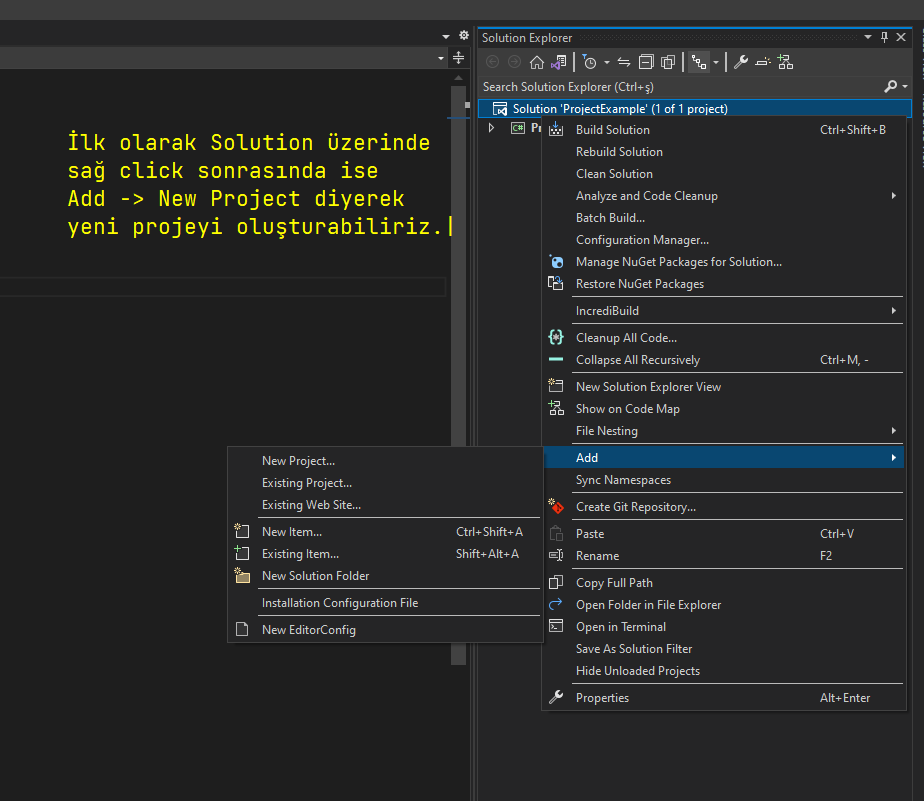 Solution Explorer
Search Solution Explorer (Ctrl+ş)
Solution 'ProjectExample' (1 of 1 project)
C#
İlk olarak Solution üzerinde
sağ click sonrasında ise
Add -> New Project diyerek
yeni projeyi oluşturabiliriz.
Build Solution Ctrl+Shift+B
Rebuild Solution
Clean Solution
Analyze and Code Cleanup
Batch Build...
Configuration Manager...
Manage NuGet Packages for Solution...
Restore NuGet Packages
IncrediBuild
Cleanup All Code...
Collapse All Recursively Ctrl+M, -
New Solution Explorer View
Show on Code Map
File Nesting
Add
Sync Namespaces
Create Git Repository...
Paste Ctrl+V
Rename F2
Copy Full Path
Open Folder in File Explorer
Open in Terminal
Save As Solution Filter
Hide Unloaded Projects
Properties Alt+Enter
New Project...
Existing Project...
Existing Web Site...
New Item... Ctrl+Shift+A
Existing Item... Shift+Alt+A
New Solution Folder
Installation Configuration File
New EditorConfig